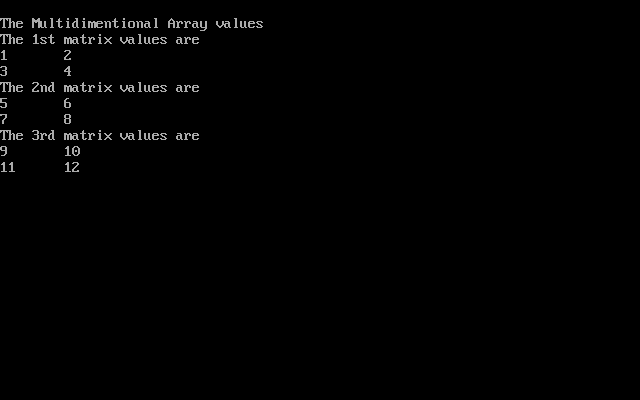 The Multidimentional Array values
The 1st matrix values are
1 2
3 4
The 2nd matrix values are
5 6
7 8
The 3rd matrix values are
9 10
11 12